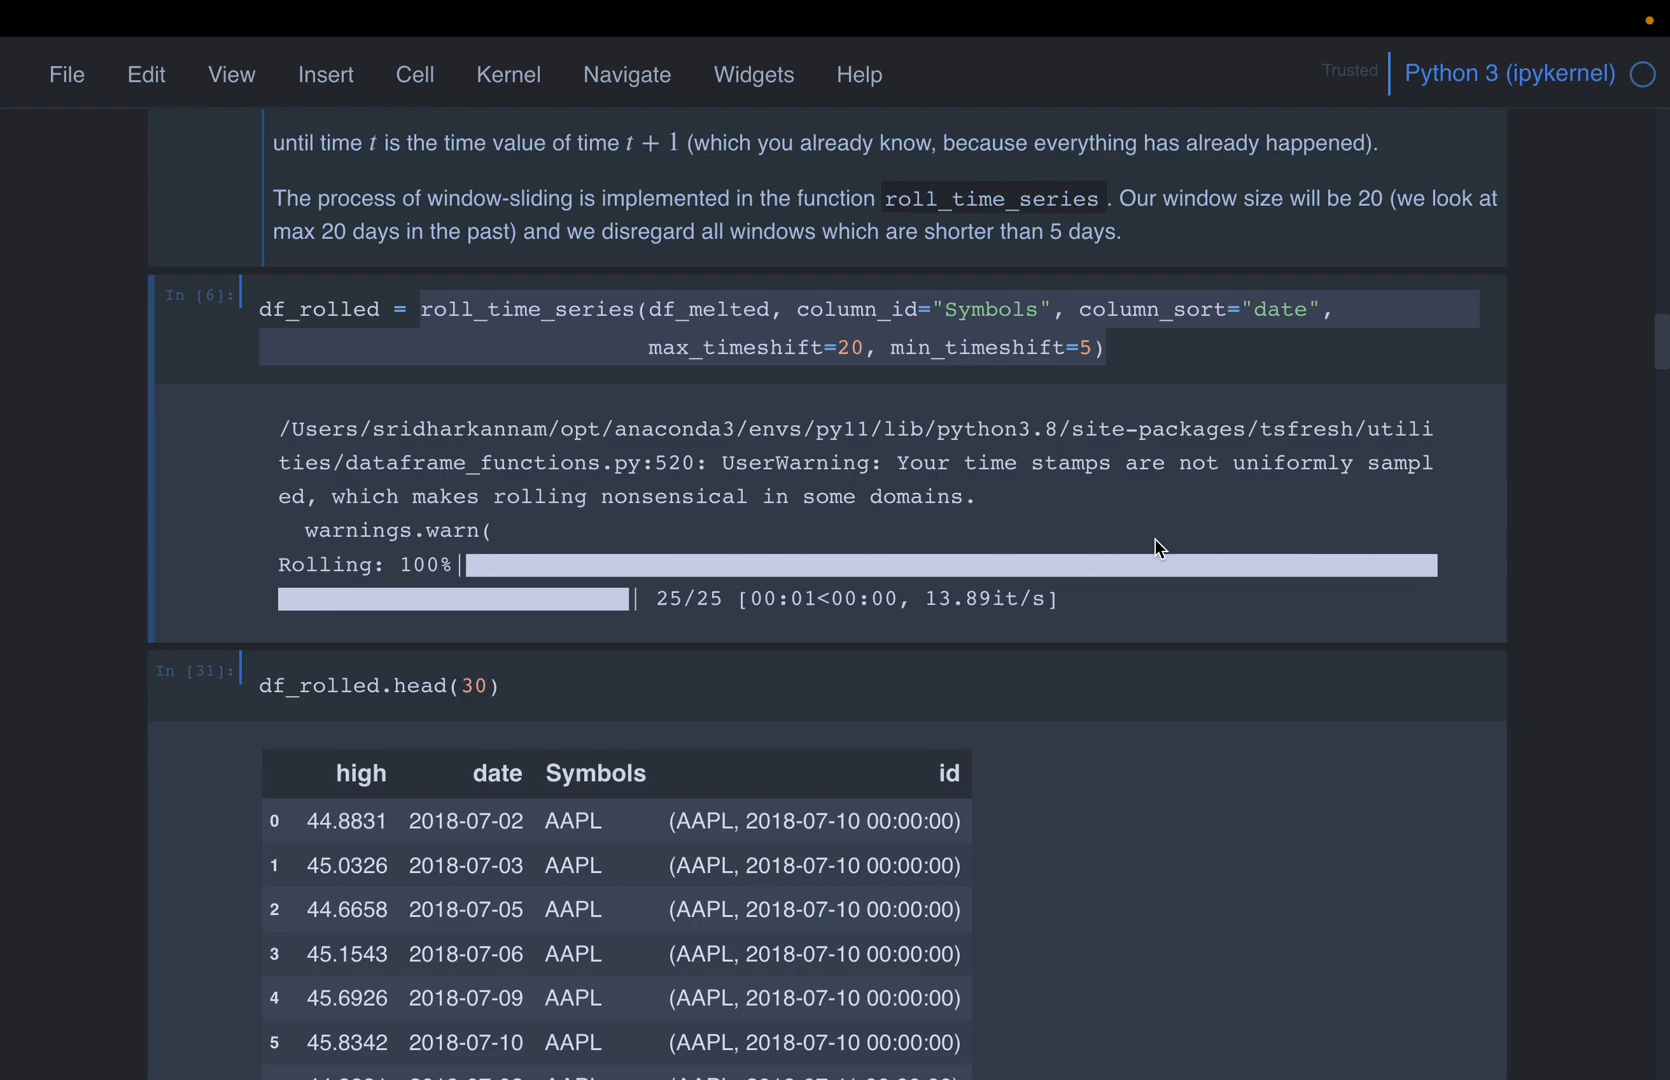 File Edit View Insert Cell Kernel Navigate Widgets Help Trusted Python 3 (ipykernel)
until time t is the time value of time t + 1 (which you already know, because everything has already happened).
The process of window-sliding is implemented in the function roll_time_series . Our window size will be 20 (we look at
max 20 days in the past) and we disregard all windows which are shorter than 5 days.
In [6]: df_rolled = roll_time_series(df_melted, column_id="Symbols", column_sort="date",
max_timeshift=20, min_timeshift=5)
/Users/sridharkannam/opt/anaconda3/envs/py11/lib/python3.8/site-packages/tsfresh/utili
ties/dataframe_functions.py:520: UserWarning: Your time stamps are not uniformly sampl
ed, which makes rolling nonsensical in some domains.
warnings.warn(
Rolling: 100%|
| 25/25 [00:01<00:00, 13.89it/s]
In [31]: df_rolled.head(30)
high date Symbols id
0 44.8831 2018-07-02 AAPL (AAPL, 2018-07-10 00:00:00)
1 45.0326 2018-07-03 AAPL (AAPL, 2018-07-10 00:00:00)
2 44.6658 2018-07-05 AAPL (AAPL, 2018-07-10 00:00:00)
3 45.1543 2018-07-06 AAPL (AAPL, 2018-07-10 00:00:00)
4 45.6926 2018-07-09 AAPL (AAPL, 2018-07-10 00:00:00)
5 45.8342 2018-07-10 AAPL (AAPL, 2018-07-10 00:00:00)